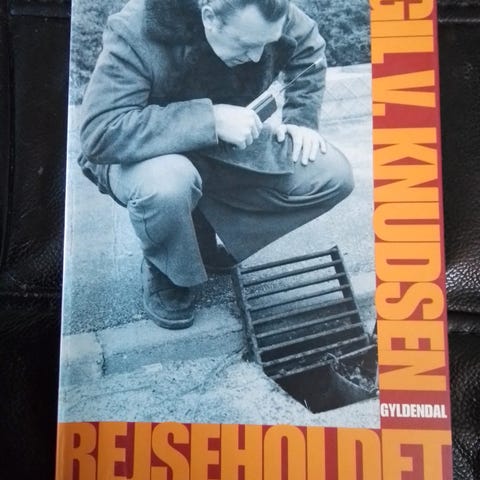 GIL V. KNUDSEN
GYLDENDAL
REJSEHOLDET